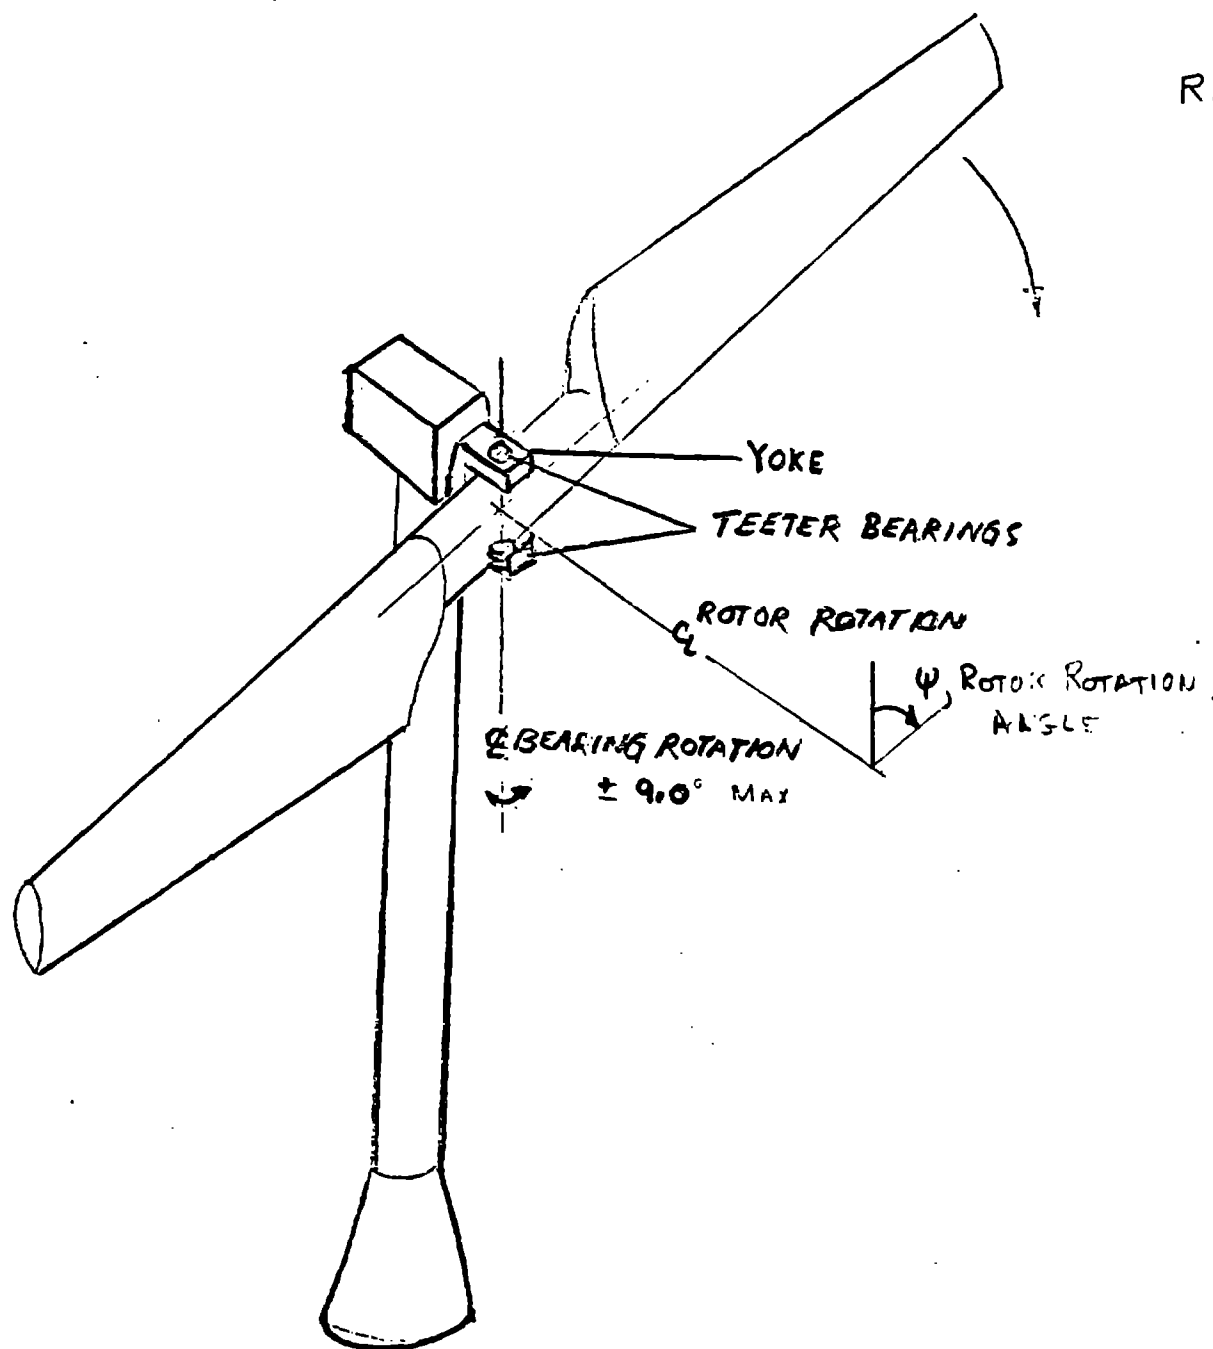 R
YOKE
TEETER BEARINGS
℄ ROTOR ROTATION
ψ, ROTOR ROTATION
ANGLE
℄ BEARING ROTATION
± 9.0° MAX